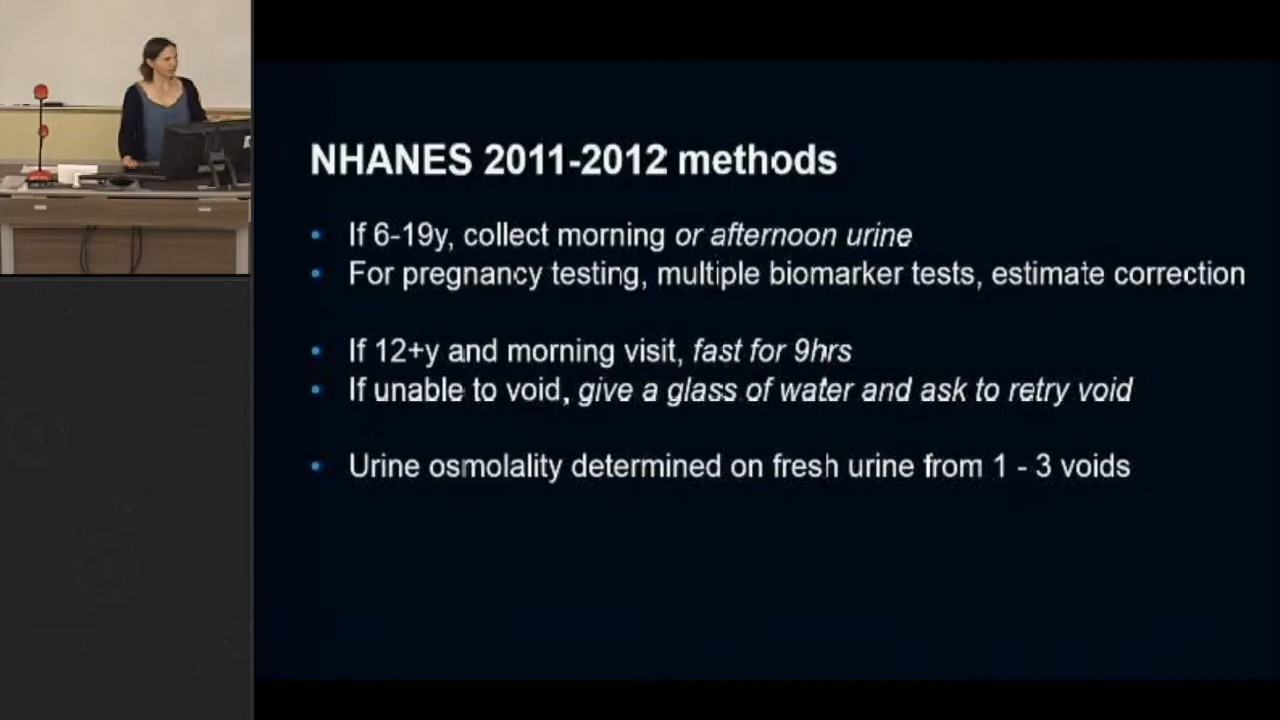 NHANES 2011-2012 methods
• If 6-19y, collect morning or afternoon urine
• For pregnancy testing, multiple biomarker tests, estimate correction
• If 12+y and morning visit, fast for 9hrs
• If unable to void, give a glass of water and ask to retry void
• Urine osmolality determined on fresh urine from 1 - 3 voids